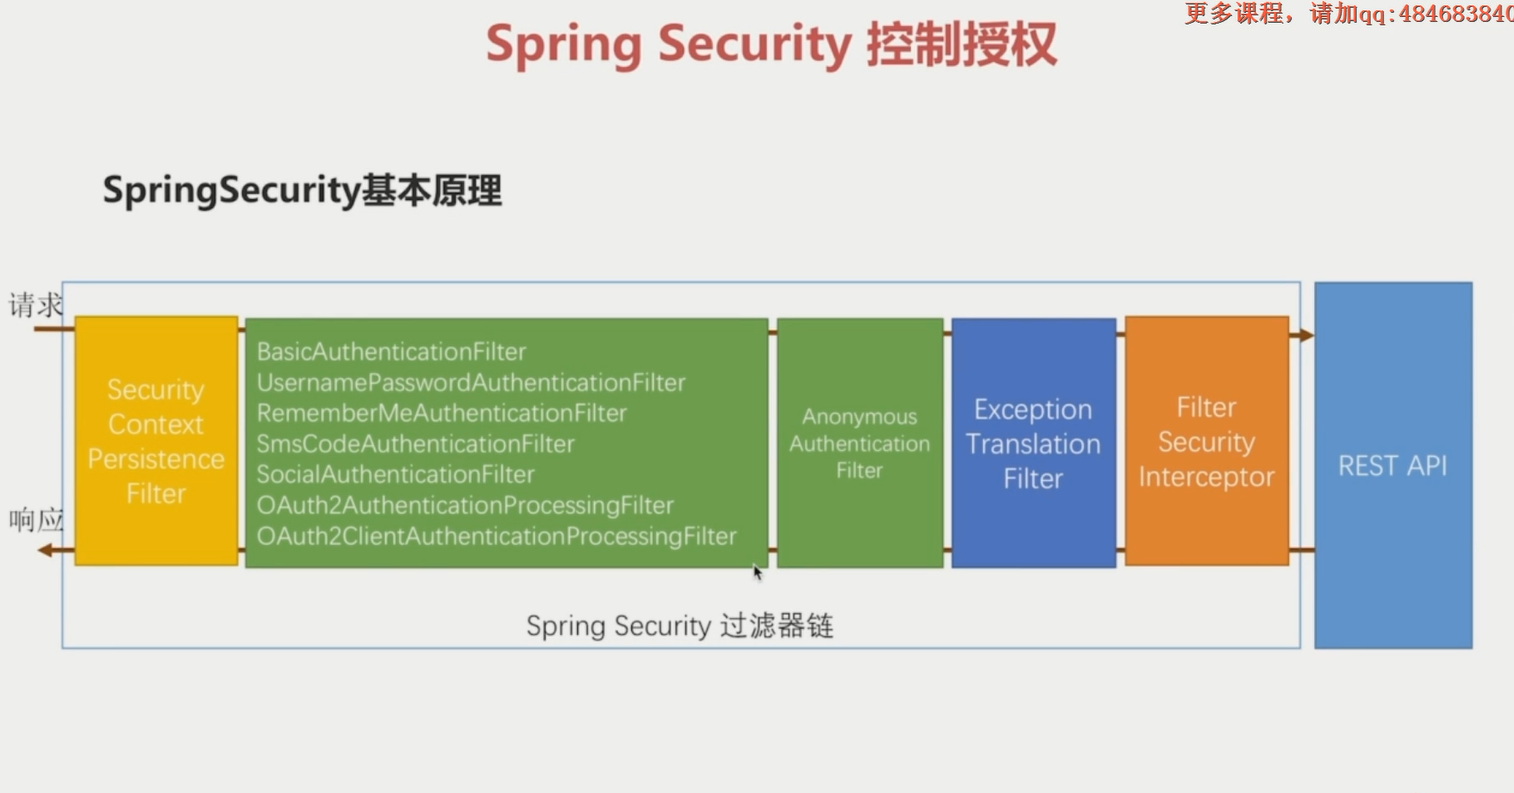 更多课程，请加qq:484683840
Spring Security 控制授权
SpringSecurity基本原理
请求
Security
Context
Persistence
Filter
BasicAuthenticationFilter
UsernamePasswordAuthenticationFilter
RememberMeAuthenticationFilter
SmsCodeAuthenticationFilter
SocialAuthenticationFilter
OAuth2AuthenticationProcessingFilter
OAuth2ClientAuthenticationProcessingFilter
Anonymous
Authentication
Filter
Exception
Translation
Filter
Filter
Security
Interceptor
REST API
响应
Spring Security 过滤器链